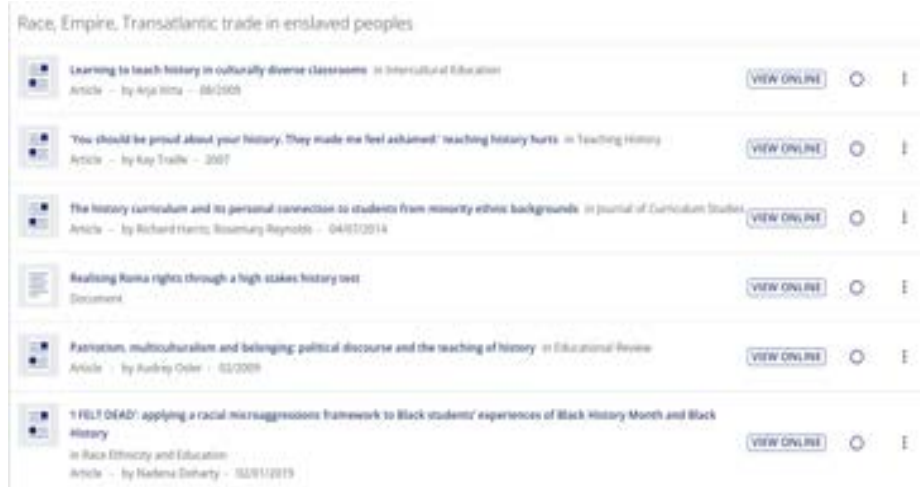 Race, Empire, Transatlantic trade in enslaved peoples
Learning to teach history in culturally diverse classrooms in Intercultural Education
Article - by Arja Virta - 08/2009
VIEW ONLINE
'You should be proud about your history. They made me feel ashamed:' teaching history hurts in Teaching History
Article - by Kay Traille - 2007
VIEW ONLINE
The history curriculum and its personal connection to students from minority ethnic backgrounds in Journal of Curriculum Studies
Article - by Richard Harris; Rosemary Reynolds - 04/07/2014
VIEW ONLINE
Realising Roma rights through a high stakes history test
Document
VIEW ONLINE
Patriotism, multiculturalism and belonging: political discourse and the teaching of history in Educational Review
Article - by Audrey Osler - 02/2009
VIEW ONLINE
'I FELT DEAD': applying a racial microaggressions framework to Black students' experiences of Black History Month and Black
History
in Race Ethnicity and Education
Article - by Nadena Doharty - 02/01/2019
VIEW ONLINE